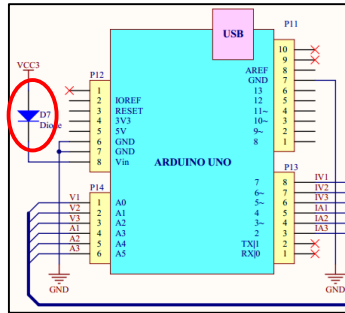 USB
P11
10
9
8
7
6
5
4
3
2
1
AREF
GND
13
12
11~
10~
9~
8
VCC3
D7
Diode
P12
1
2
3
4
5
6
7
8
IOREF
RESET
3V3
5V
GND
GND
Vin
ARDUINO UNO
P14
V1
V2
V3
A1
A2
A3
1
2
3
4
5
6
A0
A1
A2
A3
A4
A5
P13
7
6~
5~
4
3~
2
TX|1
RX|0
8
7
6
5
4
3
2
1
IV1
IV2
IV3
IA1
IA2
IA3
GND
GND